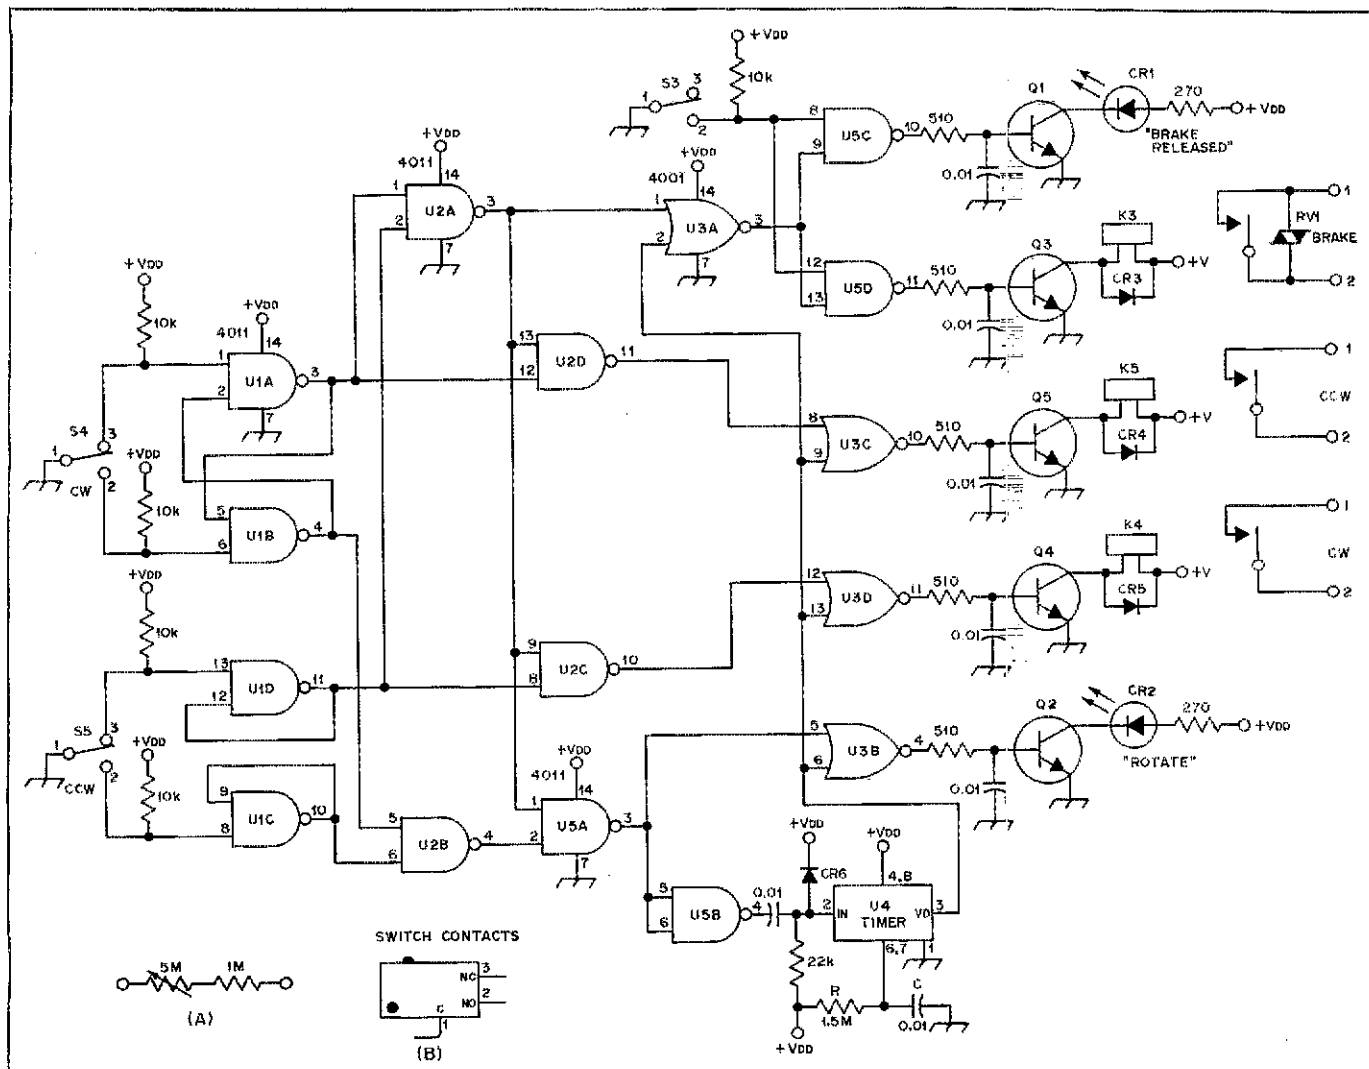 +VDD
10k
S3
3
1
2
8
9
U5C
10
510
0.01
Q1
CR1
270
+VDD
"BRAKE
RELEASED"
+VDD
4011
14
1
2
U2A
3
7
+VDD
4001
14
1
2
U3A
3
7
12
13
U5D
11
510
0.01
Q3
K3
CR3
+V
1
RV1
BRAKE
2
+VDD
10k
+VDD
4011
14
1
2
U1A
3
7
13
12
U2D
11
8
9
U3C
10
510
0.01
Q5
K5
CR4
+V
1
CCW
2
S4
3
1
2
CW
+VDD
10k
5
6
U1B
4
12
13
U3D
11
510
0.01
Q4
K4
CR5
+V
1
CW
2
+VDD
10k
13
12
U1D
11
9
8
U2C
10
S5
3
1
2
CCW
+VDD
10k
9
8
U1C
10
5
6
U2B
4
+VDD
4011
14
1
2
U5A
3
7
5
6
U3B
4
510
0.01
Q2
CR2
270
+VDD
"ROTATE"
5
6
U5B
4
0.01
+VDD
CR6
+VDD
4,8
2
IN
U4
TIMER
VO
3
6,7
1
22k
R
1.5M
C
0.01
+VDD
5M
1M
(A)
SWITCH CONTACTS
NC
3
NO
2
C
1
(B)